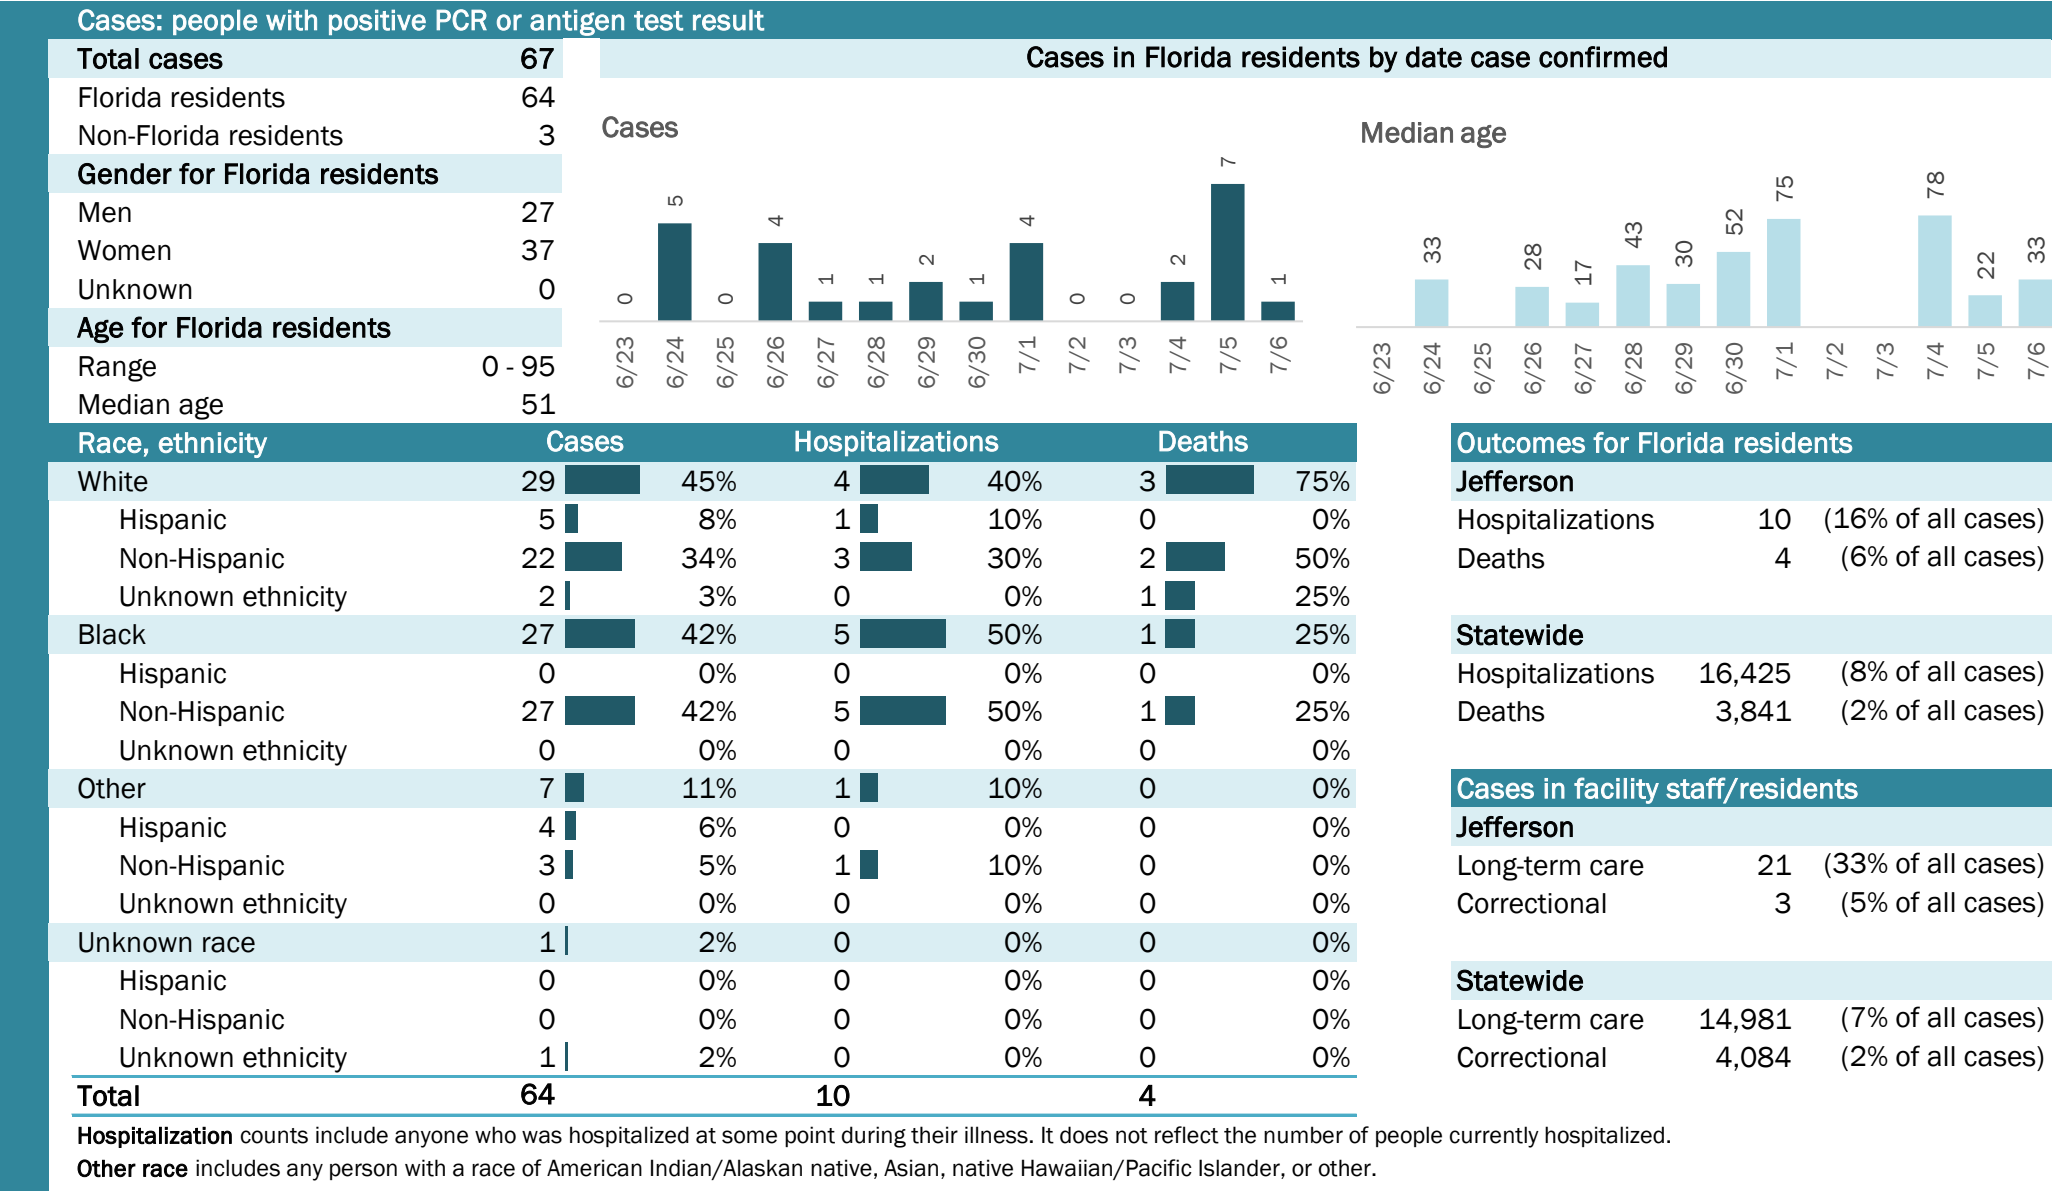 Cases: people with positive PCR or antigen test result
Total cases 67
Florida residents 64
Non-Florida residents 3
Gender for Florida residents
Men 27
Women 37
Unknown 0
Age for Florida residents
Range 0 - 95
Median age 51
Cases in Florida residents by date case confirmed
Cases
0 5 0 4 1 1 2 1 4 0 0 2 7 1
6/23 6/24 6/25 6/26 6/27 6/28 6/29 6/30 7/1 7/2 7/3 7/4 7/5 7/6
Median age
33 28 17 43 30 52 75 78 22 33
6/23 6/24 6/25 6/26 6/27 6/28 6/29 6/30 7/1 7/2 7/3 7/4 7/5 7/6
Race, ethnicity Cases Hospitalizations Deaths
White 29 45% 4 40% 3 75%
Hispanic 5 8% 1 10% 0 0%
Non-Hispanic 22 34% 3 30% 2 50%
Unknown ethnicity 2 3% 0 0% 1 25%
Black 27 42% 5 50% 1 25%
Hispanic 0 0% 0 0% 0 0%
Non-Hispanic 27 42% 5 50% 1 25%
Unknown ethnicity 0 0% 0 0% 0 0%
Other 7 11% 1 10% 0 0%
Hispanic 4 6% 0 0% 0 0%
Non-Hispanic 3 5% 1 10% 0 0%
Unknown ethnicity 0 0% 0 0% 0 0%
Unknown race 1 2% 0 0% 0 0%
Hispanic 0 0% 0 0% 0 0%
Non-Hispanic 0 0% 0 0% 0 0%
Unknown ethnicity 1 2% 0 0% 0 0%
Total 64 10 4
Outcomes for Florida residents
Jefferson
Hospitalizations 10 (16% of all cases)
Deaths 4 (6% of all cases)
Statewide
Hospitalizations 16,425 (8% of all cases)
Deaths 3,841 (2% of all cases)
Cases in facility staff/residents
Jefferson
Long-term care 21 (33% of all cases)
Correctional 3 (5% of all cases)
Statewide
Long-term care 14,981 (7% of all cases)
Correctional 4,084 (2% of all cases)
Hospitalization counts include anyone who was hospitalized at some point during their illness. It does not reflect the number of people currently hospitalized.
Other race includes any person with a race of American Indian/Alaskan native, Asian, native Hawaiian/Pacific Islander, or other.